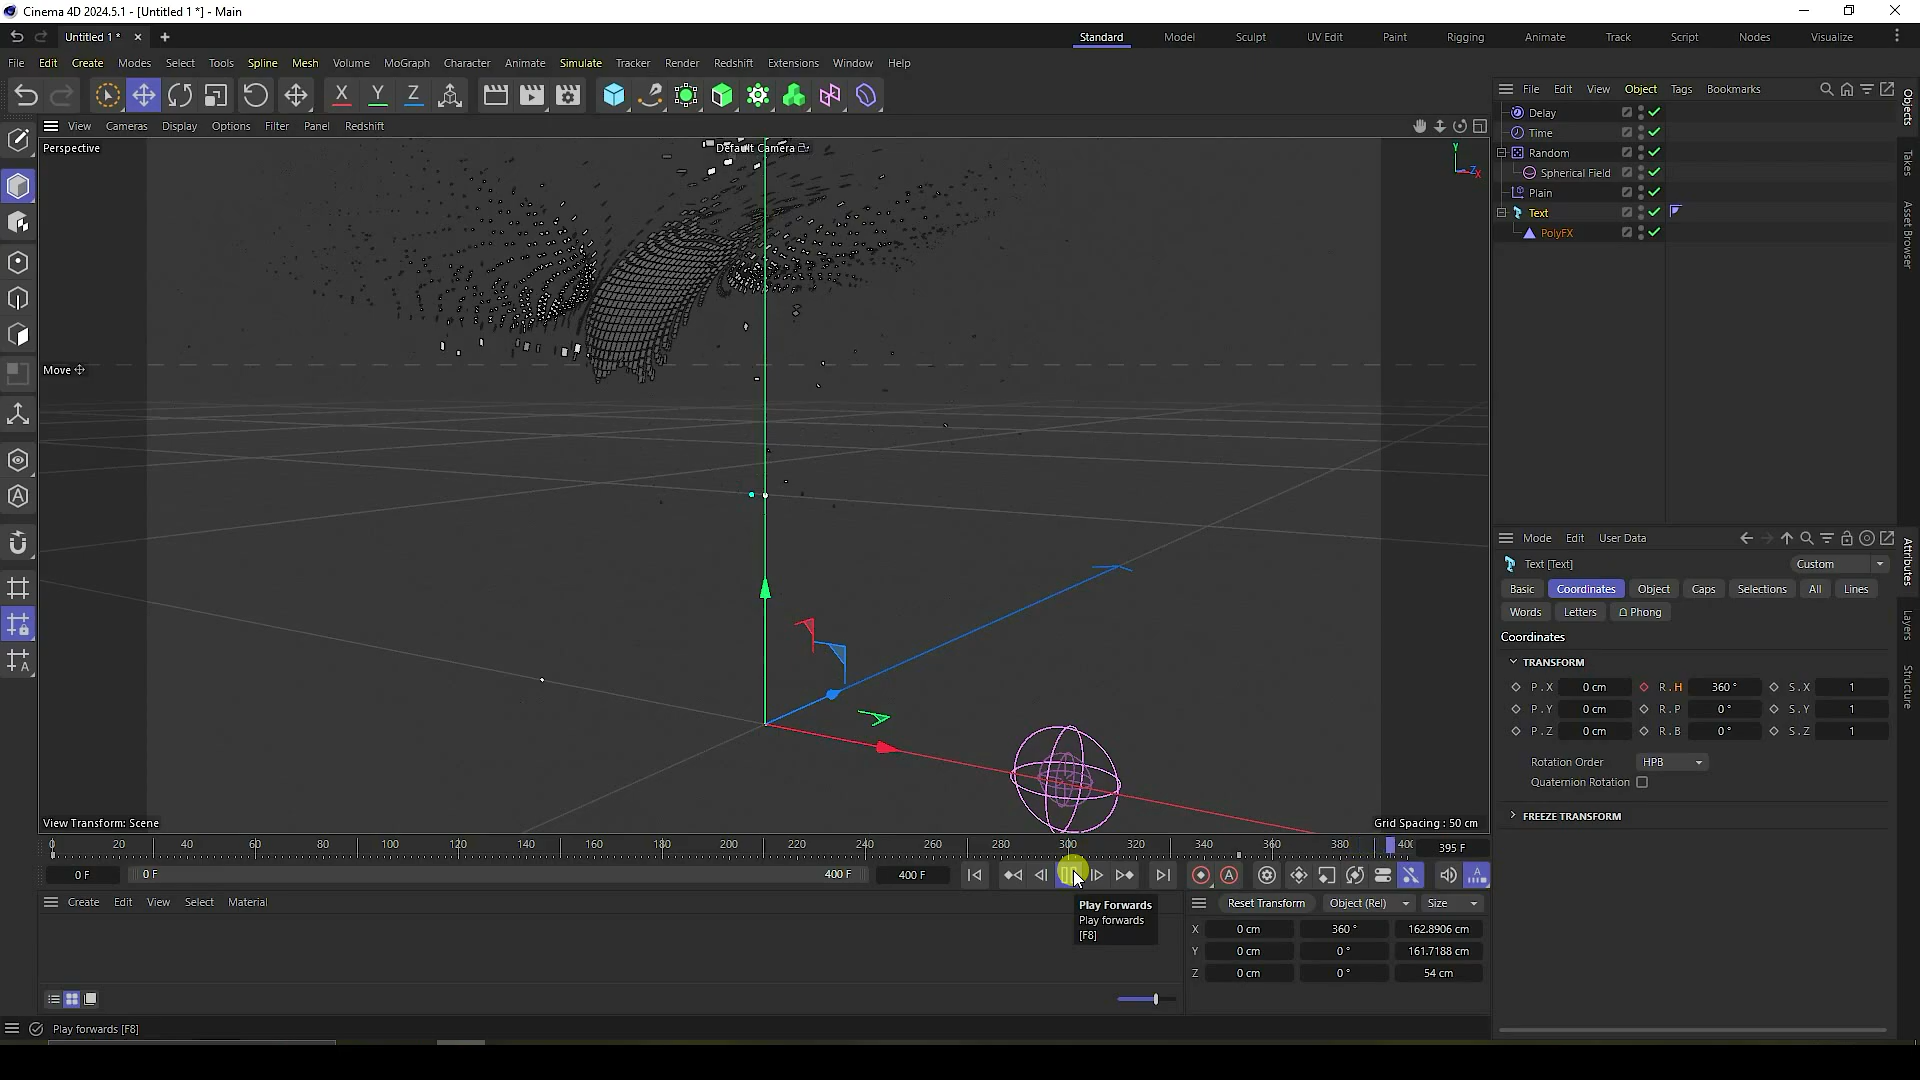 Cinema 4D 2024.5.1 - [Untitled 1 *] - Main
Untitled 1 *
Standard Model Sculpt UV Edit Paint Rigging Animate Track Script Nodes Visualize
File Edit Create Modes Select Tools Spline Mesh Volume MoGraph Character Animate Simulate Tracker Render Redshift Extensions Window Help
X Y Z
File Edit View Object Tags Bookmarks
View Cameras Display Options Filter Panel Redshift
Perspective
Default Camera
Y
Z
X
Delay
Time
Random
Spherical Field
Plain
Text
PolyFX
Objects
Takes
Asset Browser
Move
Mode Edit User Data
Text [Text]
Custom
Basic Coordinates Object Caps Selections All Lines
Words Letters Phong
Coordinates
TRANSFORM
P . X 0 cm R . H 360 ° S . X 1
P . Y 0 cm R . P 0 ° S . Y 1
P . Z 0 cm R . B 0 ° S . Z 1
Rotation Order HPB
Quaternion Rotation
FREEZE TRANSFORM
Attributes
Layers
Structure
View Transform: Scene
Grid Spacing : 50 cm
0 20 40 60 80 100 120 140 160 180 200 220 240 260 280 300 320 340 360 380 400
395 F
0 F 0 F 400 F 400 F
Play Forwards
Play forwards
[F8]
Create Edit View Select Material
Reset Transform Object (Rel) Size
X 0 cm 360 ° 162.8906 cm
Y 0 cm 0 ° 161.7188 cm
Z 0 cm 0 ° 54 cm
Play forwards [F8]